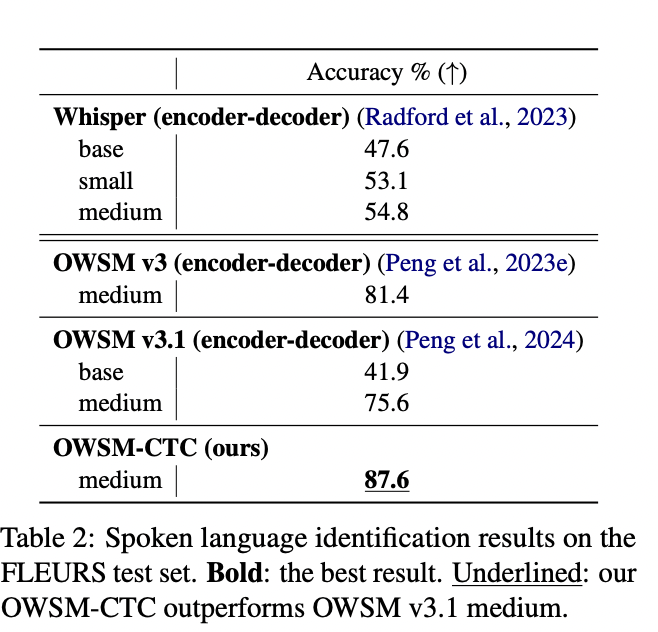 Accuracy % (↑)
Whisper (encoder-decoder) (Radford et al., 2023)
base 47.6
small 53.1
medium 54.8
OWSM v3 (encoder-decoder) (Peng et al., 2023e)
medium 81.4
OWSM v3.1 (encoder-decoder) (Peng et al., 2024)
base 41.9
medium 75.6
OWSM-CTC (ours)
medium 87.6
Table 2: Spoken language identification results on the
FLEURS test set. Bold: the best result. Underlined: our
OWSM-CTC outperforms OWSM v3.1 medium.